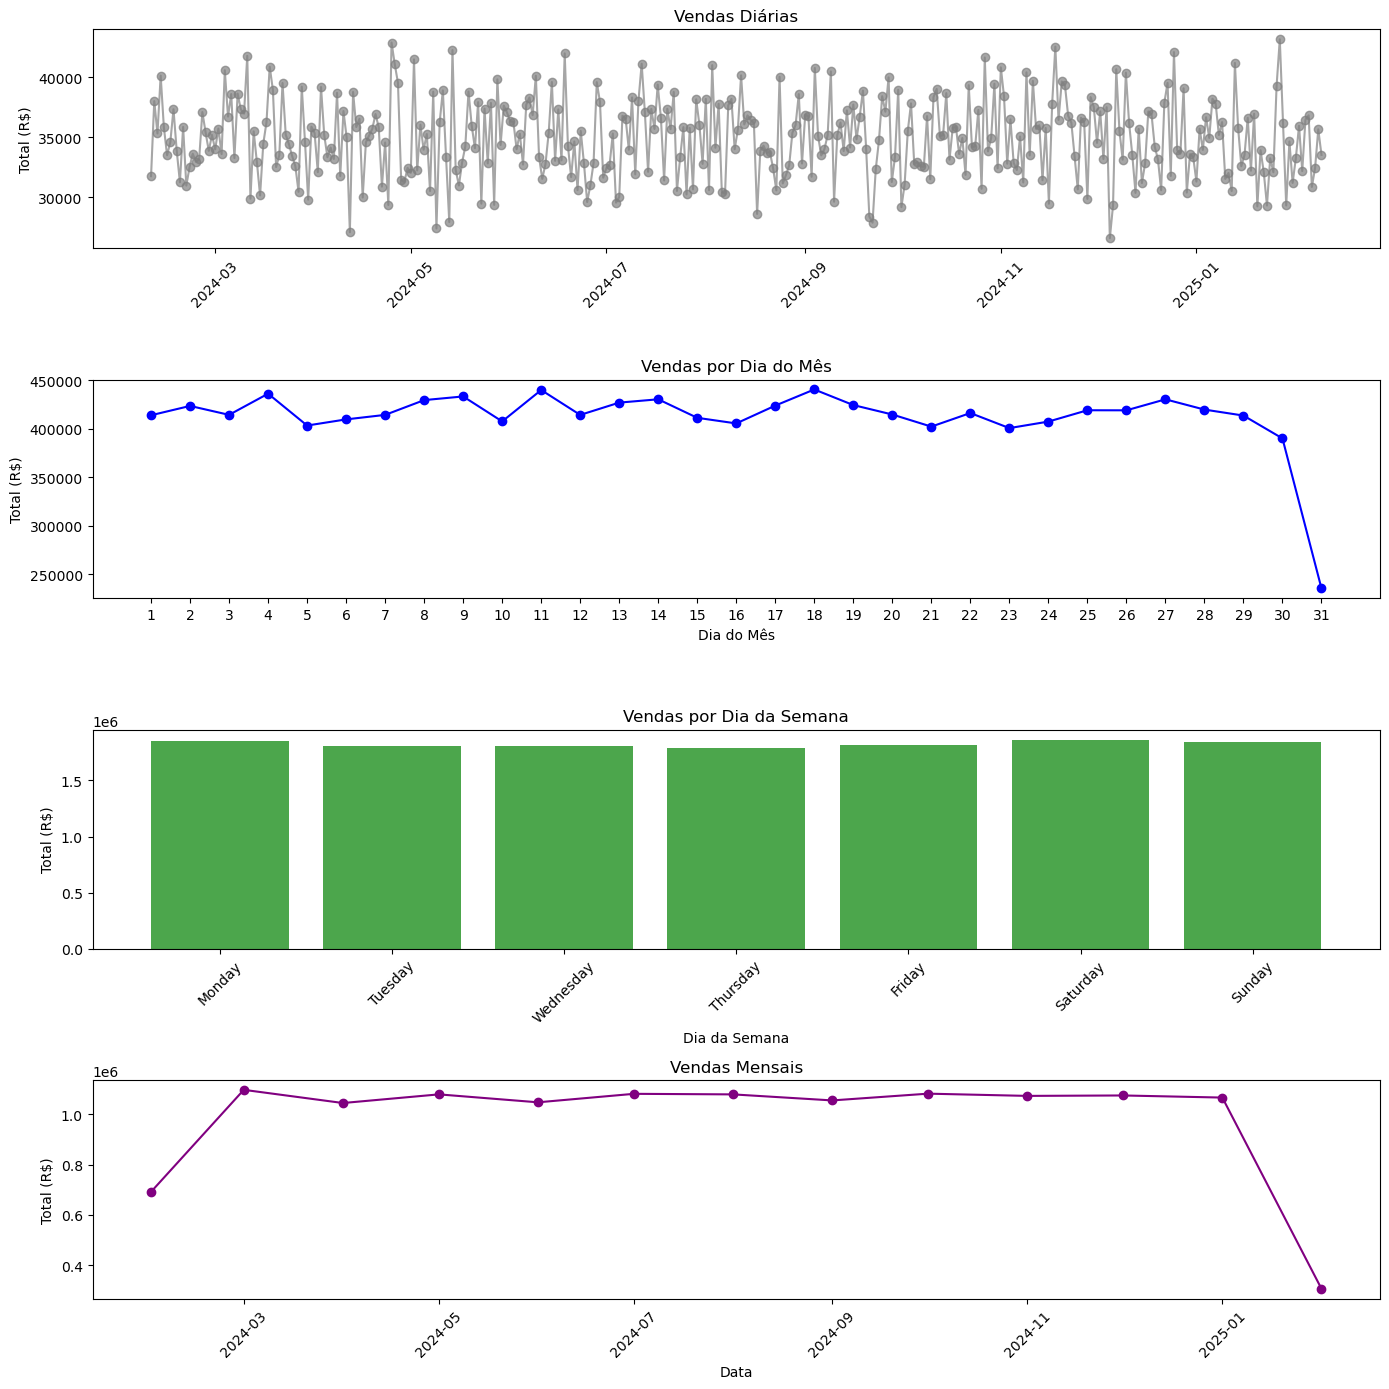 Vendas Diárias
Total (R$)
40000
35000
30000
2024-03
2024-05
2024-07
2024-09
2024-11
2025-01
Vendas por Dia do Mês
Total (R$)
450000
400000
350000
300000
250000
1 2 3 4 5 6 7 8 9 10 11 12 13 14 15 16 17 18 19 20 21 22 23 24 25 26 27 28 29 30 31
Dia do Mês
1e6
Vendas por Dia da Semana
Total (R$)
1.5
1.0
0.5
0.0
Monday
Tuesday
Wednesday
Thursday
Friday
Saturday
Sunday
Dia da Semana
1e6
Vendas Mensais
Total (R$)
1.0
0.8
0.6
0.4
2024-03
2024-05
2024-07
2024-09
2024-11
2025-01
Data